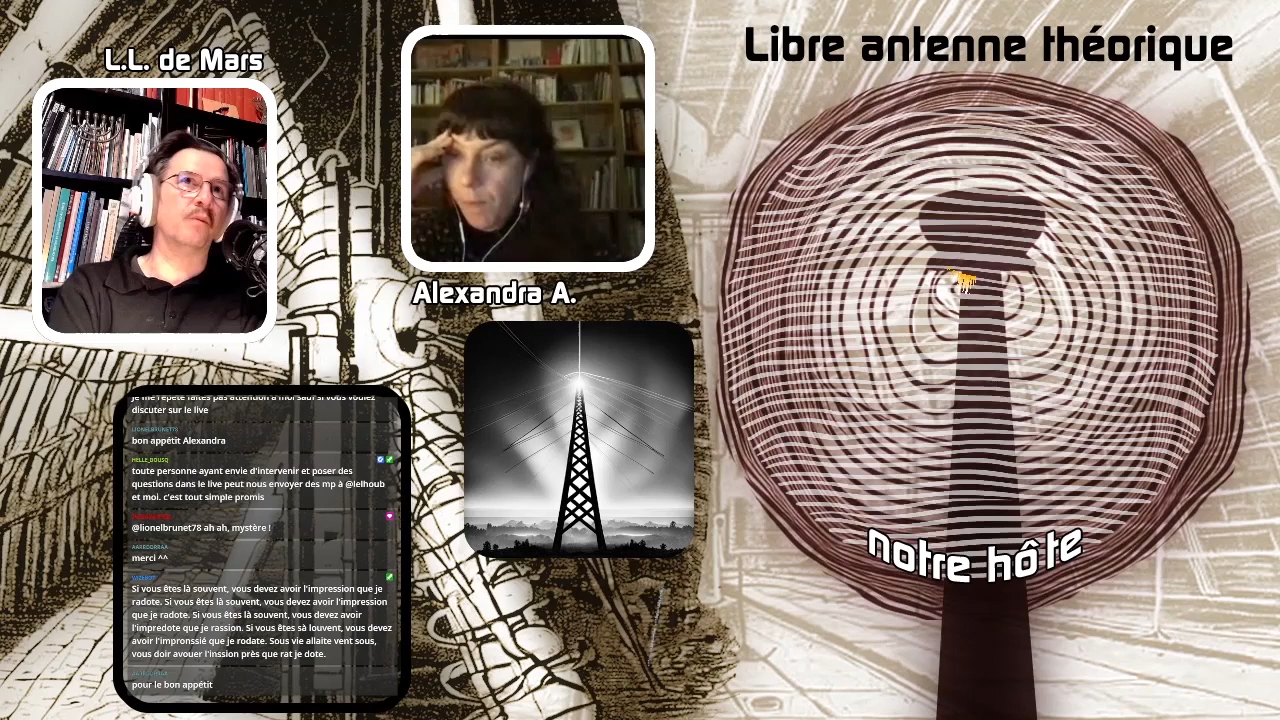 L.L. de Mars
Libre antenne théorique
Alexandra A.
je me répète faites pas attention à moi sauf si vous voulez
discuter sur le live
bon appétit Alexandra
toute personne ayant envie d'intervenir et poser des
questions dans le live peut nous envoyer des mp à @lelhoub
et moi. c'est tout simple promis
@lionelbrunet78 ah ah, mystère !
merci ^^
Si vous êtes là souvent, vous devez avoir l'impression que je
radote. Si vous êtes là souvent, vous devez avoir l'impression
que je radote. Si vous êtes là souvent, vous devez avoir
l'impredote que je rassion. Si vous êtes sà louvent, vous devez
avoir l'impronssié que je rodate. Sous vie allaite vent sous,
vous doir avouer l'inssion près que rat je dote.
pour le bon appétit
notre hôte